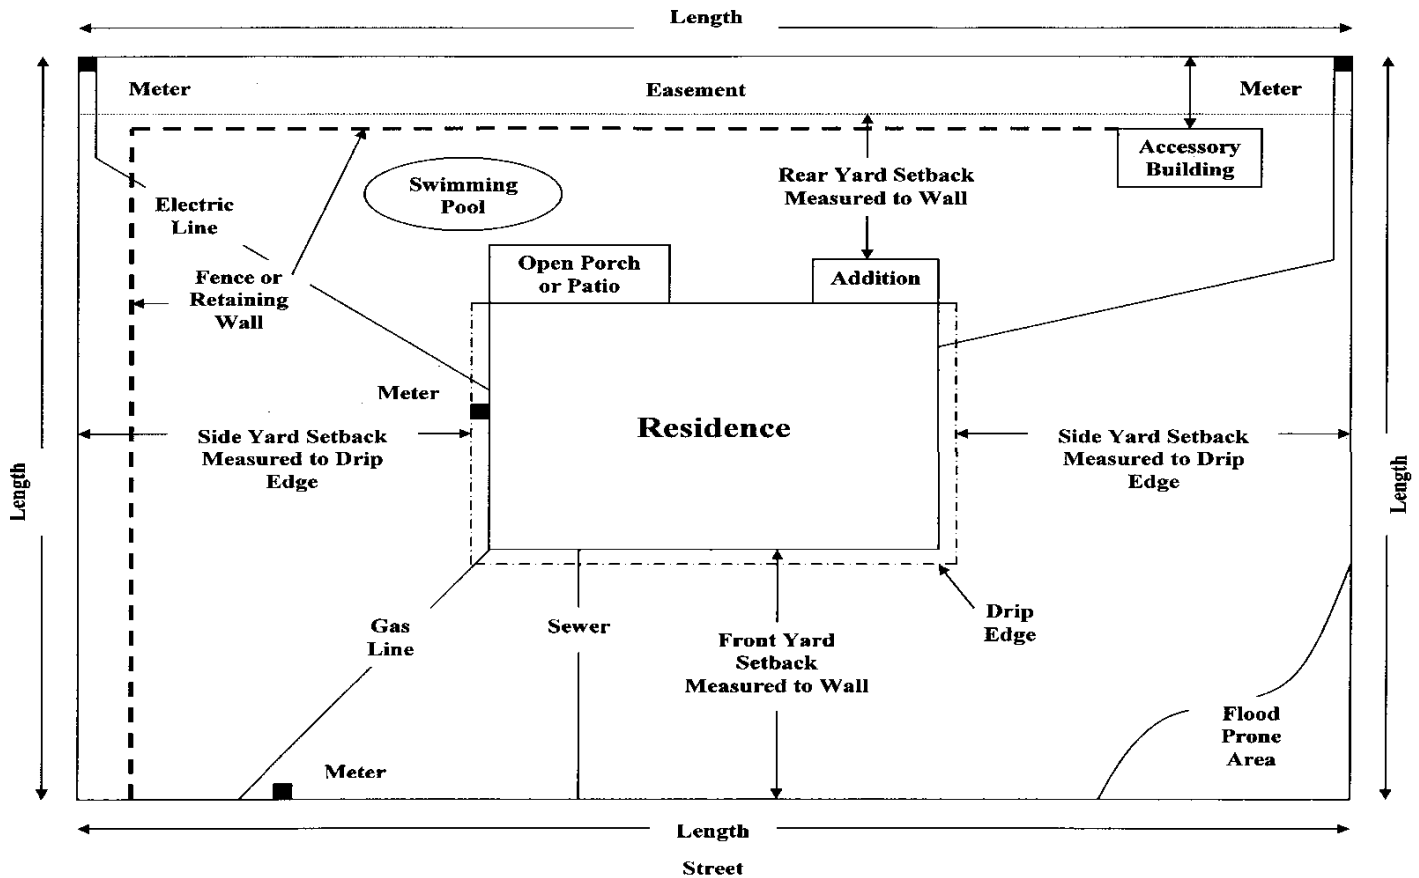 Length
Meter
Easement
Meter
Accessory
Building
Rear Yard Setback
Measured to Wall
Swimming
Pool
Electric
Line
Open Porch
or Patio
Addition
Fence or
Retaining
Wall
Meter
Residence
Side Yard Setback
Measured to Drip
Edge
Side Yard Setback
Measured to Drip
Edge
Length
Length
Gas
Line
Sewer
Front Yard
Setback
Measured to Wall
Drip
Edge
Flood
Prone
Area
Meter
Length
Street